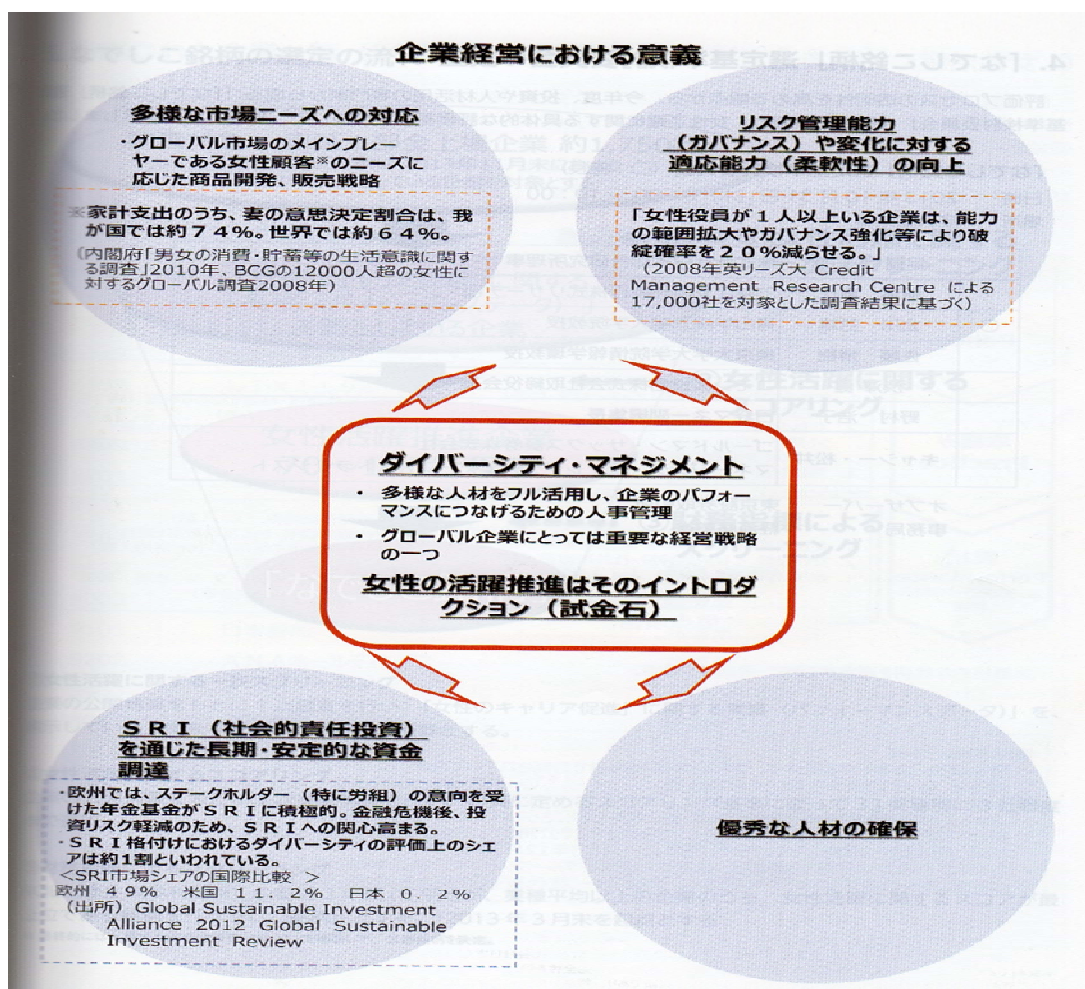 企業経営における意義
多様な市場ニーズへの対応
・グローバル市場のメインプレー
ヤーである女性顧客※のニーズに
応じた商品開発、販売戦略
※家計支出のうち、妻の意思決定割合は、我
が国では約７４％。世界では約６４％。
（内閣府「男女の消費・貯蓄等の生活意識に関す
る調査」2010年、BCGの12000人超の女性に
対するグローバル調査2008年）
リスク管理能力
（ガバナンス）や変化に対する
適応能力（柔軟性）の向上
「女性役員が１人以上いる企業は、能力
の範囲拡大やガバナンス強化等により破
綻確率を２０％減らせる。」
（2008年英リーズ大 Credit
Management Research Centre による
17,000社を対象とした調査結果に基づく）
ダイバーシティ・マネジメント
・ 多様な人材をフル活用し、企業のパフォー
マンスにつなげるための人事管理
・ グローバル企業にとっては重要な経営戦略
の一つ
女性の活躍推進はそのイントロダ
クション（試金石）
ＳＲＩ（社会的責任投資）
を通じた長期・安定的な資金
調達
・欧州では、ステークホルダー（特に労組）の意向を受
けた年金基金がＳＲＩに積極的。金融危機後、投
資リスク軽減のため、ＳＲＩへの関心高まる。
・ＳＲＩ格付けにおけるダイバーシティの評価上のシェ
アは約１割といわれている。
＜SRI市場シェアの国際比較 ＞
欧州 ４９％ 米国 １１．２％ 日本 ０．２％
（出所）Global Sustainable Investment
Alliance 2012 Global Sustainable
Investment Review
優秀な人材の確保